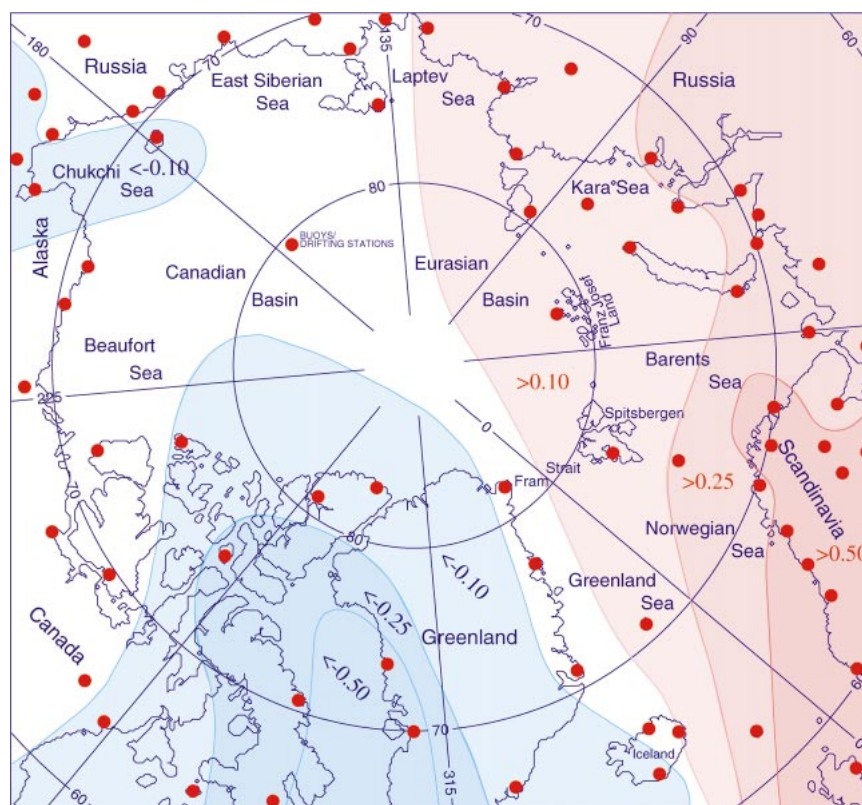 180
Russia
70
East Siberian
Sea
135
Laptev
Sea
70
90
Russia
60
Chukchi
Sea
<-0.10
80
Kara Sea
Alaska
BUOYS/
DRIFTING STATIONS
Canadian
Basin
Eurasian
Basin
Franz Josef
Land
Beaufort
Sea
Barents
Sea
>0.10
225
Spitsbergen
0
Fram
Strait
Scandinavia
>0.25
70
80
Norwegian
Sea
>0.50
<-0.10
Greenland
Sea
<-0.25
Greenland
<-0.50
Canada
70
Iceland
60
0
60
315